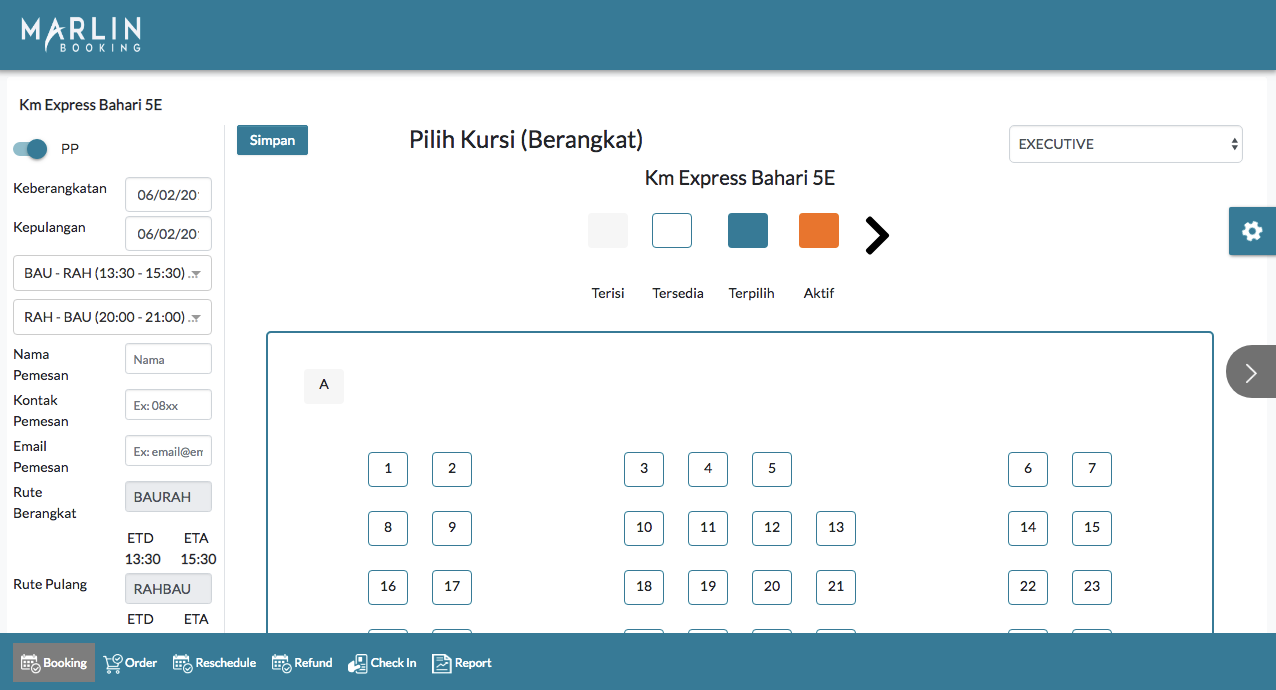 MARLIN
BOOKING
Km Express Bahari 5E
PP
Keberangkatan 06/02/20
Kepulangan 06/02/20
BAU - RAH (13:30 - 15:30) ..
RAH - BAU (20:00 - 21:00) ..
Nama Pemesan Nama
Kontak Pemesan Ex: 08xx
Email Pemesan Ex: email@em
Rute Berangkat BAURAH
ETD ETA
13:30 15:30
Rute Pulang RAHBAU
ETD ETA
Simpan
Pilih Kursi (Berangkat)
EXECUTIVE
Km Express Bahari 5E
Terisi Tersedia Terpilih Aktif
A
1 2 3 4 5 6 7
8 9 10 11 12 13 14 15
16 17 18 19 20 21 22 23
Booking Order Reschedule Refund Check In Report